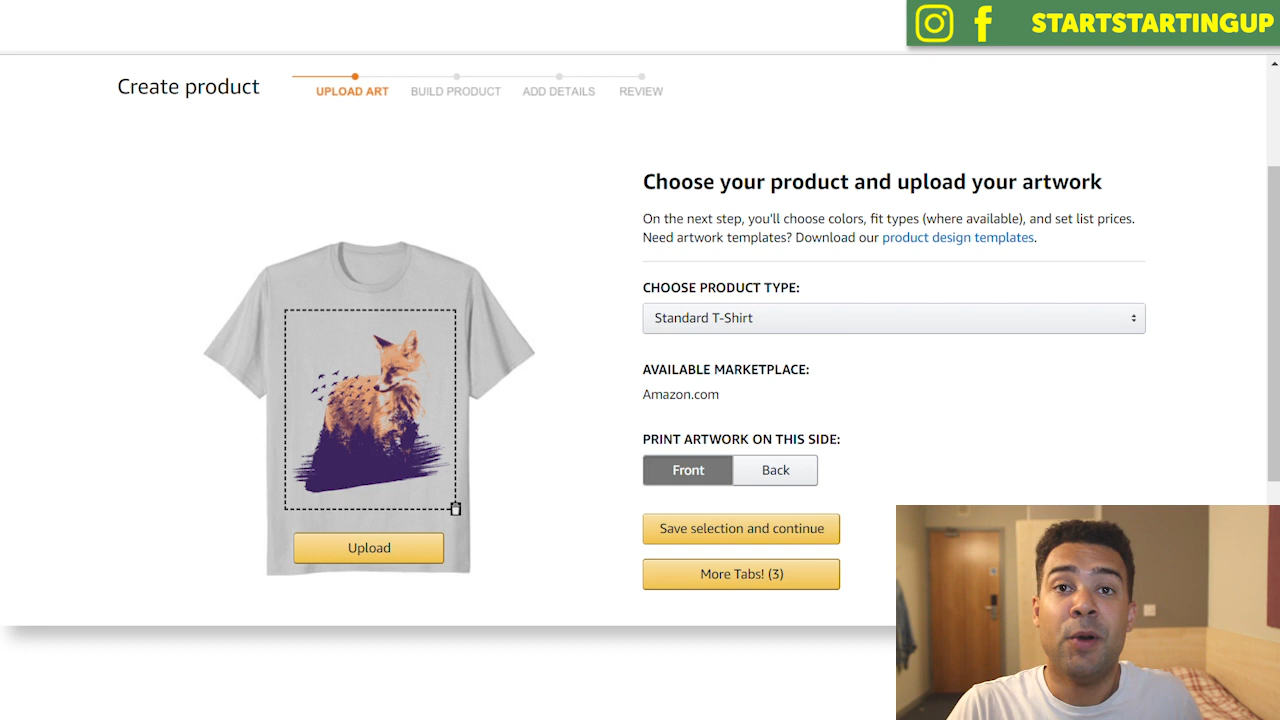 STARTSTARTINGUP
Create product
UPLOAD ART
BUILD PRODUCT
ADD DETAILS
REVIEW
Choose your product and upload your artwork
On the next step, you'll choose colors, fit types (where available), and set list prices.
Need artwork templates? Download our product design templates.
CHOOSE PRODUCT TYPE:
Standard T-Shirt
AVAILABLE MARKETPLACE:
Amazon.com
PRINT ARTWORK ON THIS SIDE:
Front
Back
Save selection and continue
More Tabs! (3)
Upload